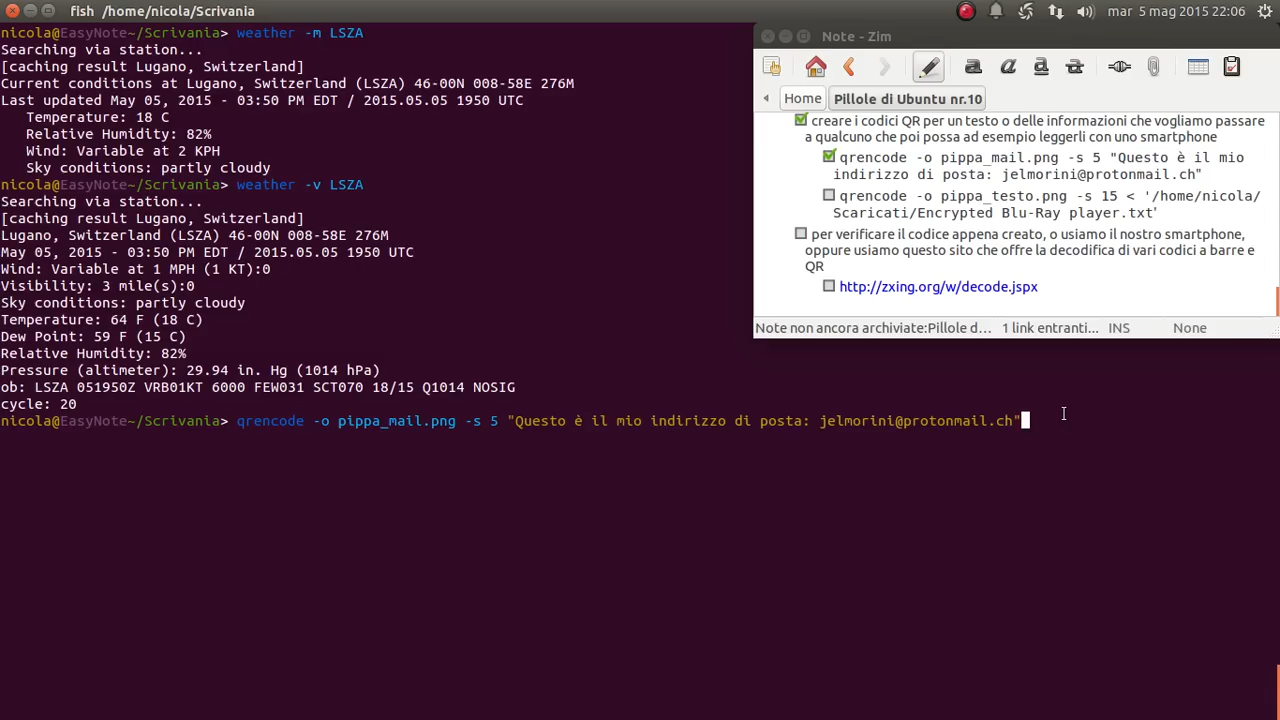 fish /home/nicola/Scrivania
mar 5 mag 2015 22:06
nicola@EasyNote~/Scrivania> weather -m LSZA
Searching via station...
[caching result Lugano, Switzerland]
Current conditions at Lugano, Switzerland (LSZA) 46-00N 008-58E 276M
Last updated May 05, 2015 - 03:50 PM EDT / 2015.05.05 1950 UTC
Temperature: 18 C
Relative Humidity: 82%
Wind: Variable at 2 KPH
Sky conditions: partly cloudy
nicola@EasyNote~/Scrivania> weather -v LSZA
Searching via station...
[caching result Lugano, Switzerland]
Lugano, Switzerland (LSZA) 46-00N 008-58E 276M
May 05, 2015 - 03:50 PM EDT / 2015.05.05 1950 UTC
Wind: Variable at 1 MPH (1 KT):0
Visibility: 3 mile(s):0
Sky conditions: partly cloudy
Temperature: 64 F (18 C)
Dew Point: 59 F (15 C)
Relative Humidity: 82%
Pressure (altimeter): 29.94 in. Hg (1014 hPa)
ob: LSZA 051950Z VRB01KT 6000 FEW031 SCT070 18/15 Q1014 NOSIG
cycle: 20
nicola@EasyNote~/Scrivania> qrencode -o pippa_mail.png -s 5 "Questo è il mio indirizzo di posta: jelmorini@protonmail.ch"
Note - Zim
a a a a
Home Pillole di Ubuntu nr.10
creare i codici QR per un testo o delle informazioni che vogliamo passare
a qualcuno che poi possa ad esempio leggerli con uno smartphone
qrencode -o pippa_mail.png -s 5 "Questo è il mio
indirizzo di posta: jelmorini@protonmail.ch"
qrencode -o pippa_testo.png -s 15 < '/home/nicola/
Scaricati/Encrypted Blu-Ray player.txt'
per verificare il codice appena creato, o usiamo il nostro smartphone,
oppure usiamo questo sito che offre la decodifica di vari codici a barre e
QR
http://zxing.org/w/decode.jspx
Note non ancora archiviate:Pillole d... 1 link entranti... INS None